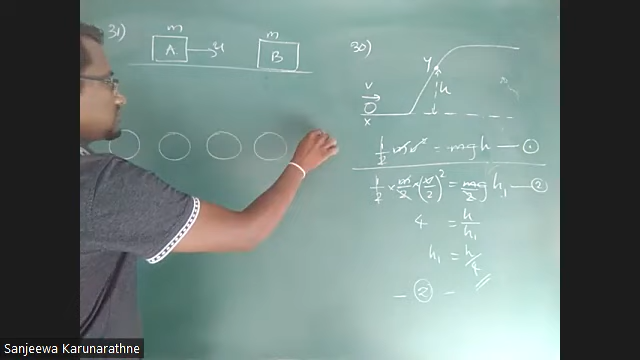 31)
m
A → u
m
B
30)
y
v
h
x
½ m v² = mgh — ①
½ × m/2 × (v/2)² = m/2 g h₁ — ②
4 = h/h₁
h₁ = h/4
– ② –
Sanjeewa Karunarathne